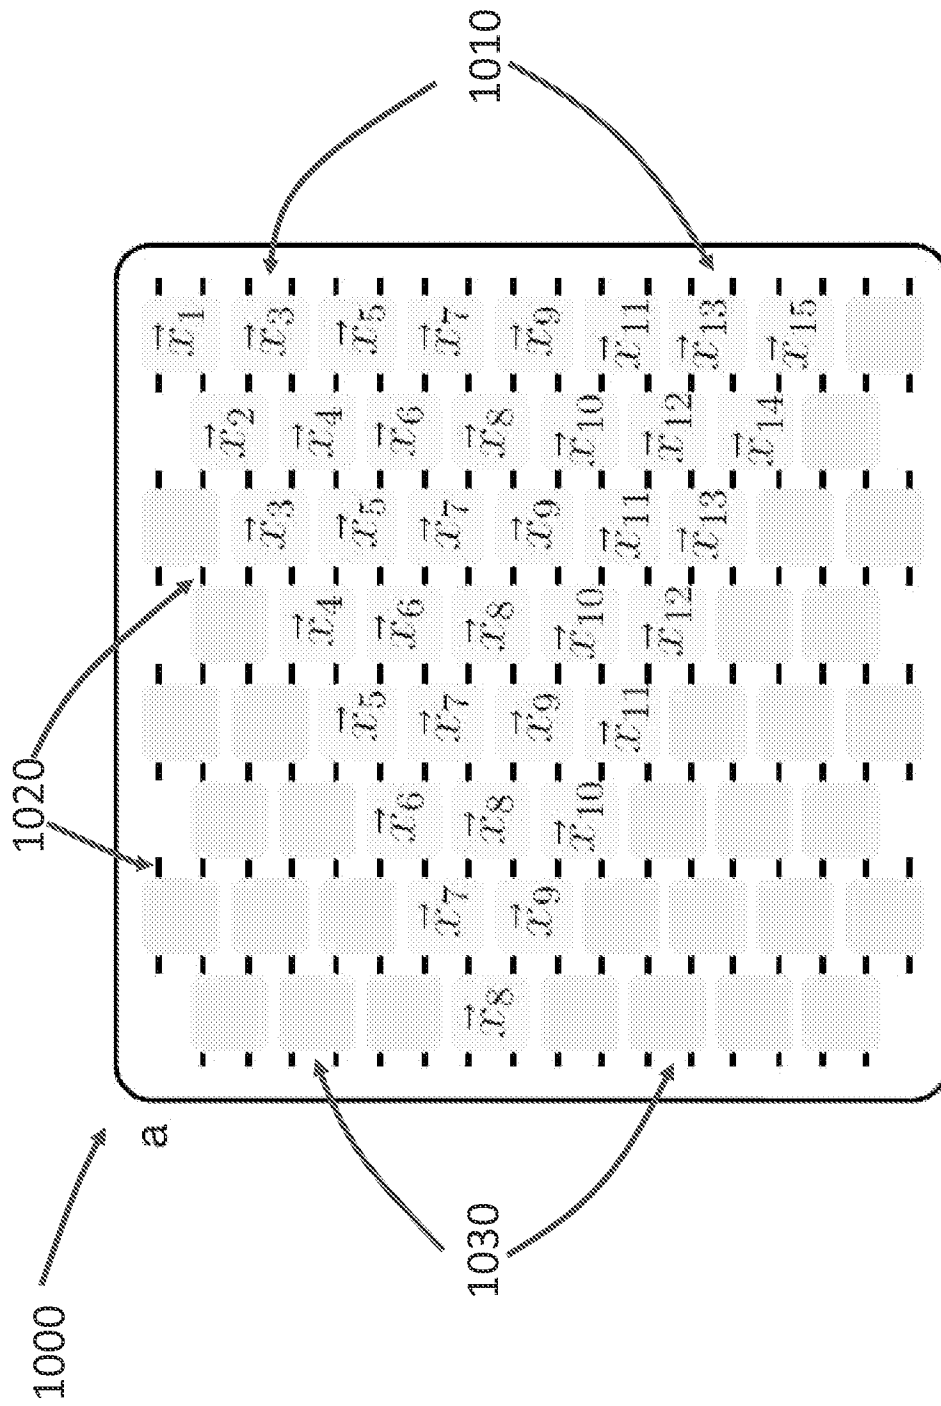 1000 1020
a
x⃗₁
x⃗₂
x⃗₃ x⃗₃
x⃗₄ x⃗₄
x⃗₅ x⃗₅ x⃗₅
x⃗₆ x⃗₆ x⃗₆
x⃗₇ x⃗₇ x⃗₇ x⃗₇
1030 x⃗₈ x⃗₈ x⃗₈ x⃗₈ 1010
x⃗₉ x⃗₉ x⃗₉ x⃗₉
x⃗₁₀ x⃗₁₀ x⃗₁₀
x⃗₁₁ x⃗₁₁ x⃗₁₁
x⃗₁₂ x⃗₁₂
x⃗₁₃ x⃗₁₃
x⃗₁₄
x⃗₁₅